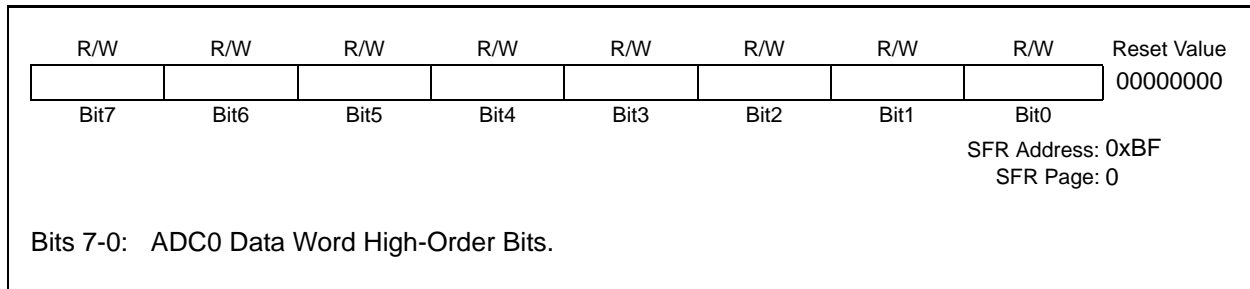 R/W R/W R/W R/W R/W R/W R/W R/W Reset Value
00000000
Bit7 Bit6 Bit5 Bit4 Bit3 Bit2 Bit1 Bit0
SFR Address: 0xBF
SFR Page: 0
Bits 7-0: ADC0 Data Word High-Order Bits.